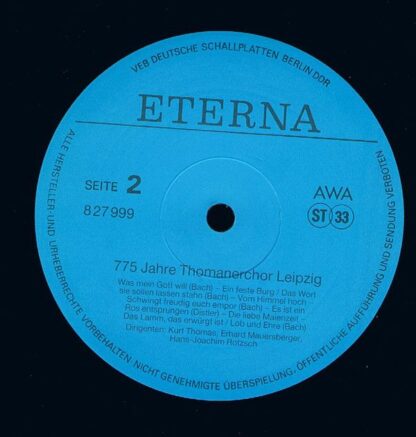 VEB DEUTSCHE SCHALLPLATTEN BERLIN DDR
ETERNA
SEITE 2
827999
AWA
ST 33
775 Jahre Thomanerchor Leipzig
Was mein Gott will (Bach) – Ein feste Burg / Das Wort
sie sollen lassen stahn (Bach) – Vom Himmel hoch –
Schwingt freudig euch empor (Bach) – Es ist ein
Ros entsprungen (Distler) – Die liebe Maienzeit –
Das Lamm, das erwürgt ist / Lob und Ehre (Bach)
Dirigenten: Kurt Thomas, Erhard Mauersberger,
Hans-Joachim Rotzsch
ALLE HERSTELLER- UND URHEBERRECHTE VORBEHALTEN. NICHT GENEHMIGTE ÜBERSPIELUNG, ÖFFENTLICHE AUFFÜHRUNG UND SENDUNG VERBOTEN